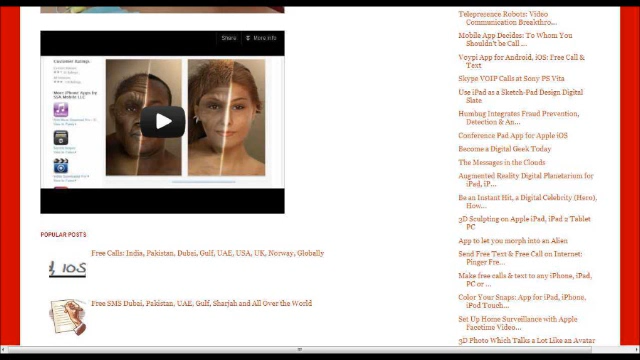 Share
More info
Customer Ratings
More iPhone Apps by
POPULAR POSTS
Free Calls: India, Pakistan, Dubai, Gulf, UAE, USA, UK, Norway, Globally
iOS
Free SMS Dubai, Pakistan, UAE, Gulf, Sharjah and All Over the World
Telepresence Robots: Video
Communication Breakthro...
Mobile App Decides: To Whom You
Shouldn't be Call ...
Voypi App for Android, iOS: Free Call &
Text
Skype VOIP Calls at Sony PS Vita
Use iPad as a Sketch-Pad Design Digital
Slate
Humbug Integrates Fraud Prevention,
Detection & An...
Conference Pad App for Apple iOS
Become a Digital Geek Today
The Messages in the Clouds
Augmented Reality Digital Planetarium for
iPad, iP...
Be an Instant Hit, a Digital Celebrity (Hero),
How...
3D Sculpting on Apple iPad, iPad 2 Tablet
PC
App to let you morph into an Alien
Send Free Text & Free Call on Internet:
Pinger Fre...
Make free calls & text to any iPhone, iPad,
PC or ...
Color Your Snaps: App for iPad, iPhone,
iPod Touch...
Set Up Home Surveillance with Apple
Facetime Video...
3D Photo Which Talks a Lot Like an Avatar